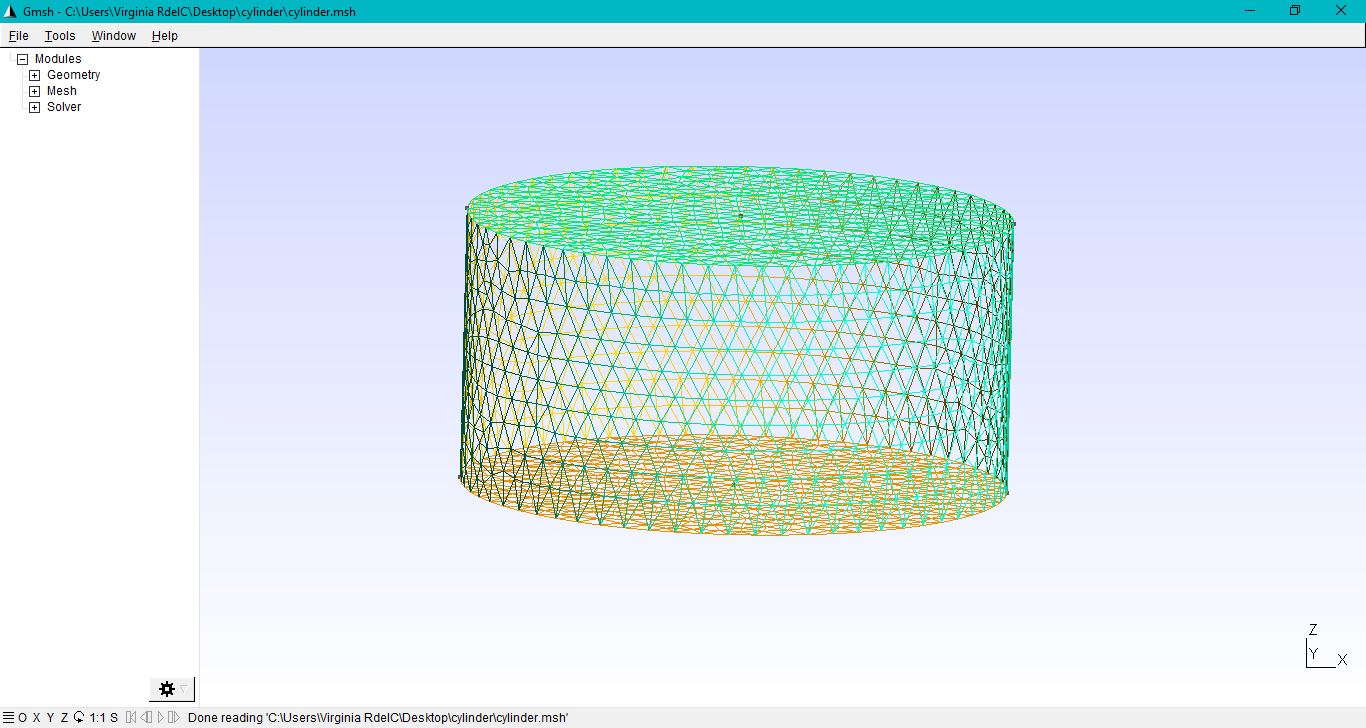 Gmsh - C:\Users\Virginia RdelC\Desktop\cylinder\cylinder.msh
File Tools Window Help
Modules
Geometry
Mesh
Solver
Z
Y X
O X Y Z 1:1 S Done reading 'C:\Users\Virginia RdelC\Desktop\cylinder\cylinder.msh'